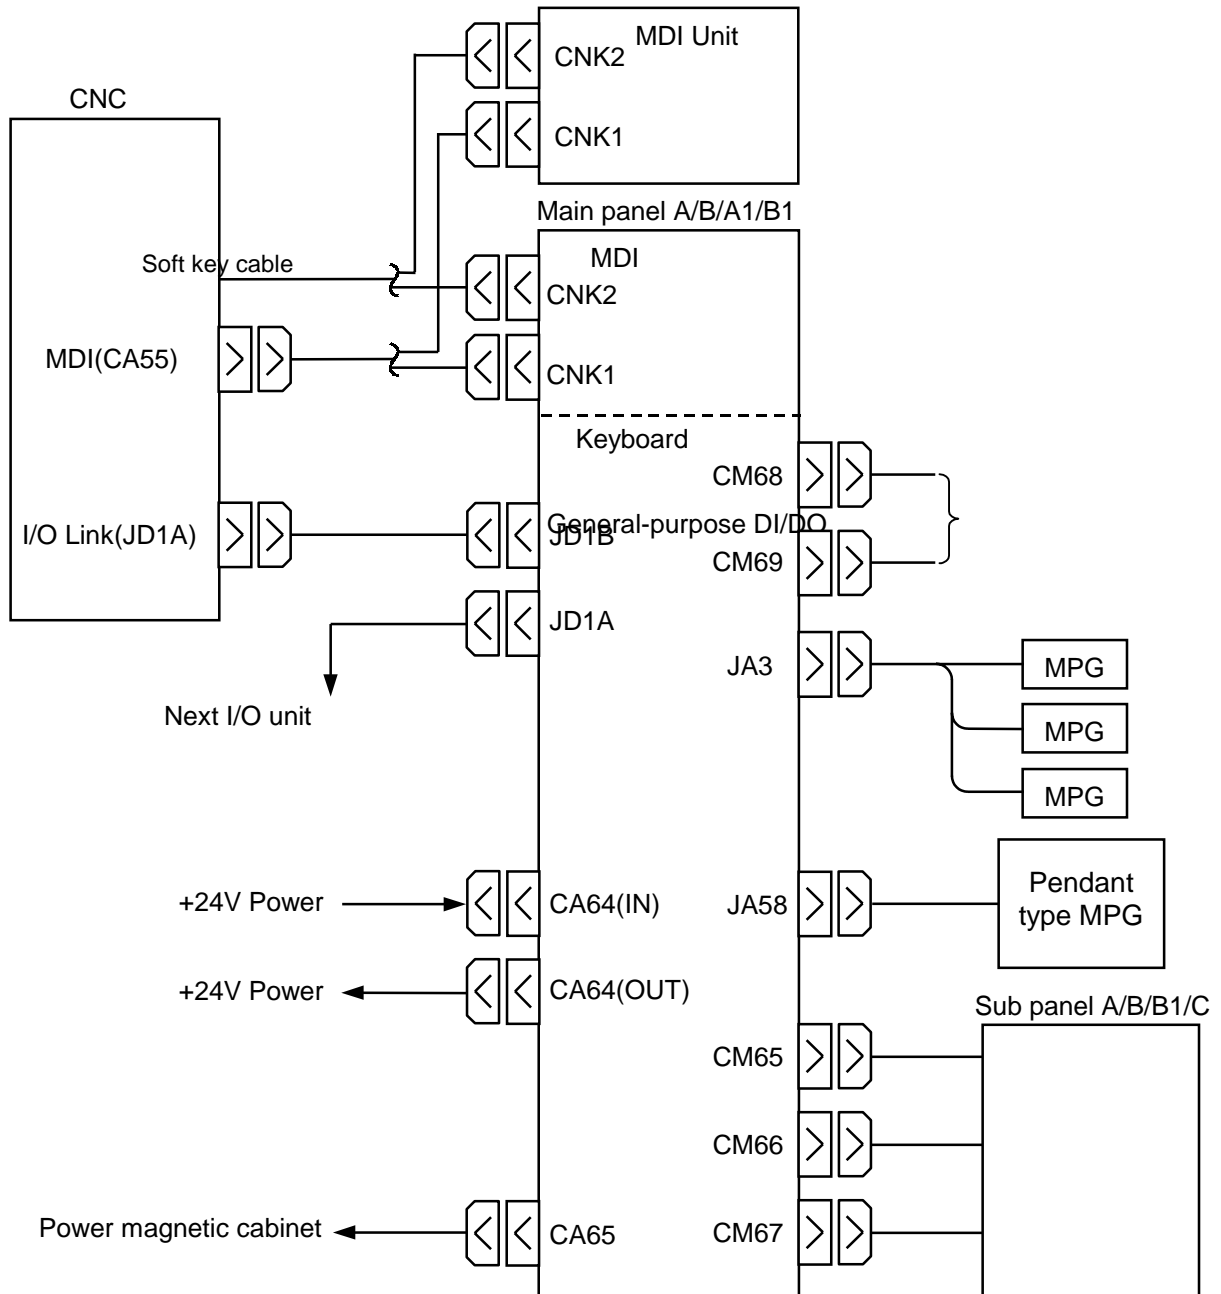 MDI Unit
CNK2
CNC
CNK1
Main panel A/B/A1/B1
MDI
Soft key cable
CNK2
MDI(CA55)
CNK1
Keyboard
CM68
General-purpose DI/DO
I/O Link(JD1A)
JD1B
CM69
JD1A
JA3
MPG
Next I/O unit
MPG
MPG
+24V Power
CA64(IN)
JA58
Pendant
type MPG
+24V Power
CA64(OUT)
Sub panel A/B/B1/C
CM65
CM66
Power magnetic cabinet
CA65
CM67